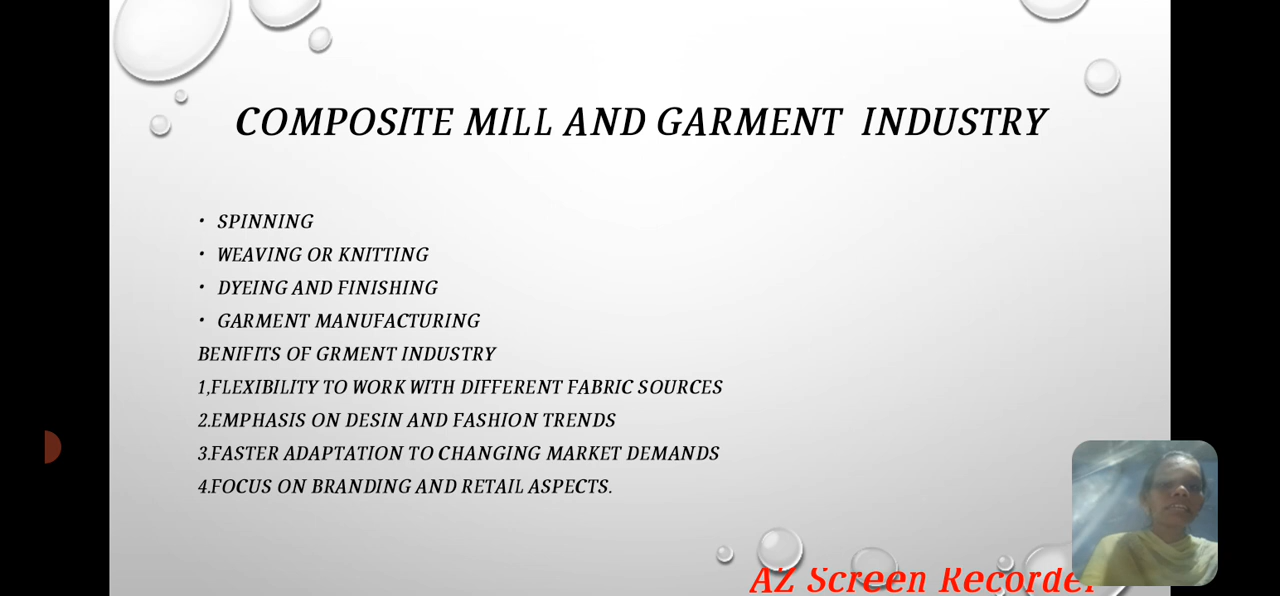 COMPOSITE MILL AND GARMENT INDUSTRY
• SPINNING
• WEAVING OR KNITTING
• DYEING AND FINISHING
• GARMENT MANUFACTURING
BENIFITS OF GRMENT INDUSTRY
1,FLEXIBILITY TO WORK WITH DIFFERENT FABRIC SOURCES
2.EMPHASIS ON DESIN AND FASHION TRENDS
3.FASTER ADAPTATION TO CHANGING MARKET DEMANDS
4.FOCUS ON BRANDING AND RETAIL ASPECTS.
AZ Screen Recorder